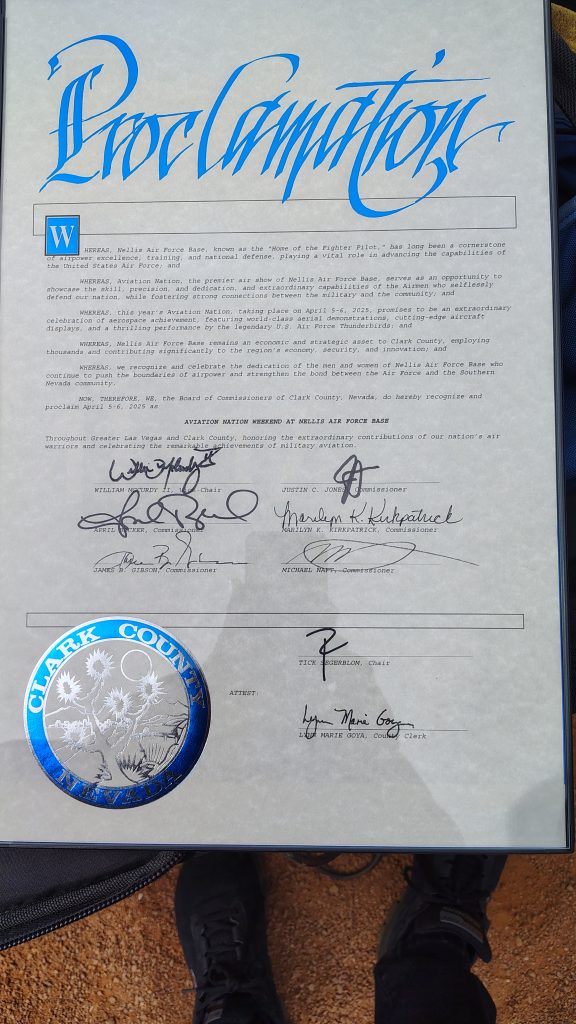 Proclamation
WHEREAS, Nellis Air Force Base, known as the "Home of the Fighter Pilot," has long been a cornerstone
of airpower excellence, training, and national defense, playing a vital role in advancing the capabilities of
the United States Air Force; and
WHEREAS, Aviation Nation, the premier air show of Nellis Air Force Base, serves as an opportunity to
showcase the skill, precision, and dedication, and extraordinary capabilities of the Airmen who selflessly
defend our nation, while fostering strong connections between the military and the community; and
WHEREAS, this year's Aviation Nation, taking place on April 5-6, 2025, promises to be an extraordinary
celebration of aerospace achievement, featuring world-class aerial demonstrations, cutting-edge aircraft
displays, and a thrilling performance by the legendary U.S. Air Force Thunderbirds; and
WHEREAS, Nellis Air Force Base remains an economic and strategic asset to Clark County, employing
thousands and contributing significantly to the region's economy, security, and innovation; and
WHEREAS, we recognize and celebrate the dedication of the men and women of Nellis Air Force Base who
continue to push the boundaries of airpower and strengthen the bond between the Air Force and the Southern
Nevada community.
NOW, THEREFORE, WE, the Board of Commissioners of Clark County, Nevada, do hereby recognize and
proclaim April 5-6, 2025 as
AVIATION NATION WEEKEND AT NELLIS AIR FORCE BASE
Throughout Greater Las Vegas and Clark County, honoring the extraordinary contributions of our nation's air
warriors and celebrating the remarkable achievements of military aviation.
WILLIAM MCCURDY II, Vice-Chair
JUSTIN C. JONES, Commissioner
APRIL BECKER, Commissioner
Marilyn K. Kirkpatrick
MARILYN K. KIRKPATRICK, Commissioner
JAMES B. GIBSON, Commissioner
MICHAEL NAFT, Commissioner
TICK SEGERBLOM, Chair
ATTEST:
Lynn Marie Goya
LYNN MARIE GOYA, County Clerk
CLARK COUNTY
NEVADA